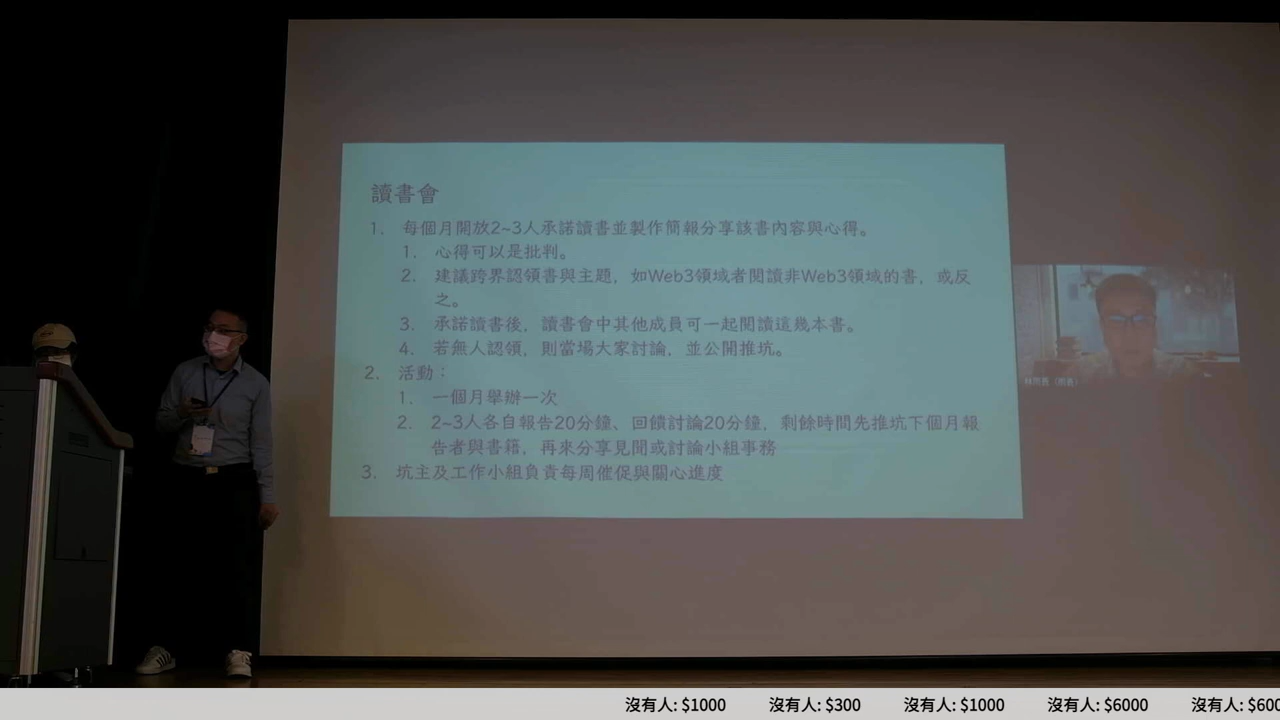 讀書會
1. 每個月開放2~3人承諾讀書並製作簡報分享該書內容與心得。
1. 心得可以是批判。
2. 建議跨界認領書與主題，如Web3領域者閱讀非Web3領域的書，或反
之。
3. 承諾讀書後，讀書會中其他成員可一起閱讀這幾本書。
4. 若無人認領，則當場大家討論，並公開推坑。
2. 活動：
1. 一個月舉辦一次
2. 2~3人各自報告20分鐘、回饋討論20分鐘，剩餘時間先推坑下個月報
告者與書籍，再來分享見聞或討論小組事務
3. 坑主及工作小組負責每周催促與關心進度
沒有人: $1000 沒有人: $300 沒有人: $1000 沒有人: $6000 沒有人: $600